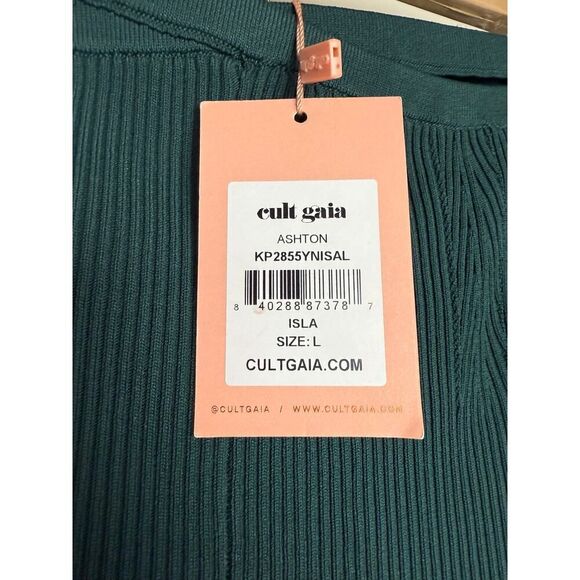 cult gaia
ASHTON
KP2855YNISAL
8 40288 87378 7
ISLA
SIZE: L
CULTGAIA.COM
@CULTGAIA / WWW.CULTGAIA.COM